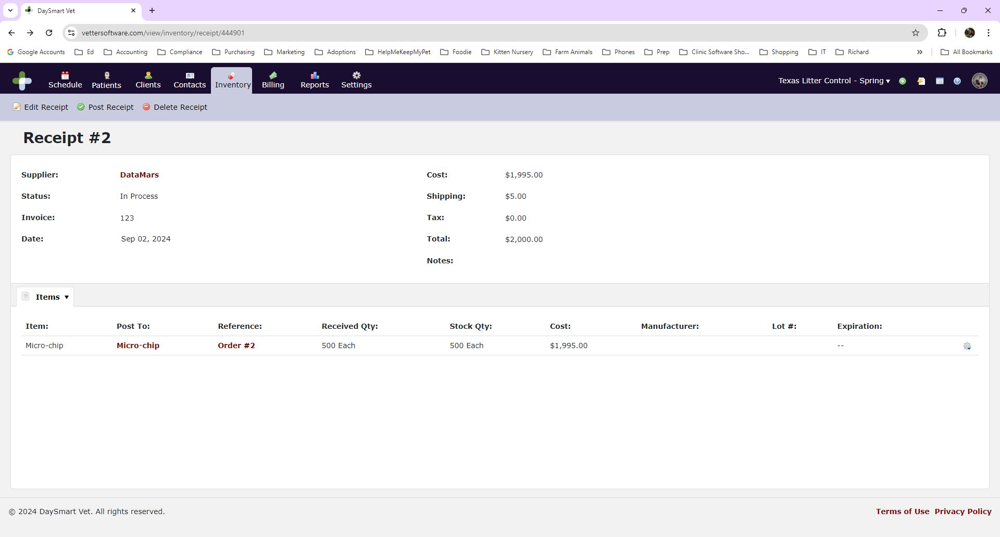 DaySmart Vet
vettersoftware.com/view/inventory/receipt/444901
Google Accounts Ed Accounting Compliance Purchasing Marketing Adoptions HelpMeKeepMyPet Foodie Kitten Nursery Farm Animals Phones Prep Clinic Software Sho... Shopping IT Richard » All Bookmarks
Schedule Patients Clients Contacts Inventory Billing Reports Settings Texas Litter Control - Spring
Edit Receipt Post Receipt Delete Receipt
Receipt #2
Supplier: DataMars Cost: $1,995.00
Status: In Process Shipping: $5.00
Invoice: 123 Tax: $0.00
Date: Sep 02, 2024 Total: $2,000.00
Notes:
Items
Item: Post To: Reference: Received Qty: Stock Qty: Cost: Manufacturer: Lot #: Expiration:
Micro-chip Micro-chip Order #2 500 Each 500 Each $1,995.00 --
© 2024 DaySmart Vet. All rights reserved. Terms of Use Privacy Policy